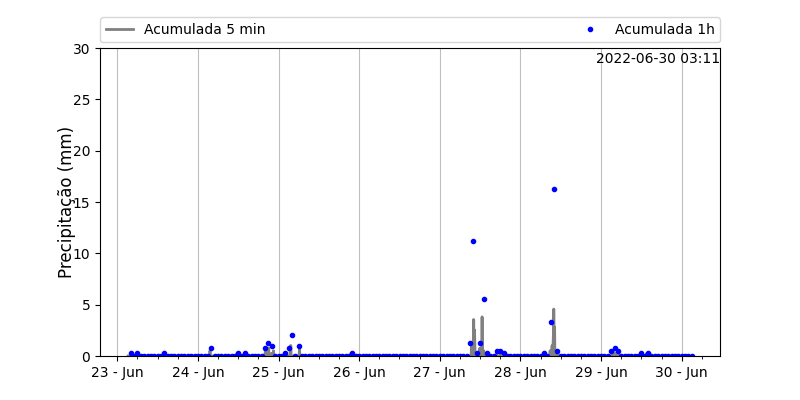 Acumulada 5 min
Acumulada 1h
2022-06-30 03:11
Precipitação (mm)
30
25
20
15
10
5
0
23 - Jun
24 - Jun
25 - Jun
26 - Jun
27 - Jun
28 - Jun
29 - Jun
30 - Jun